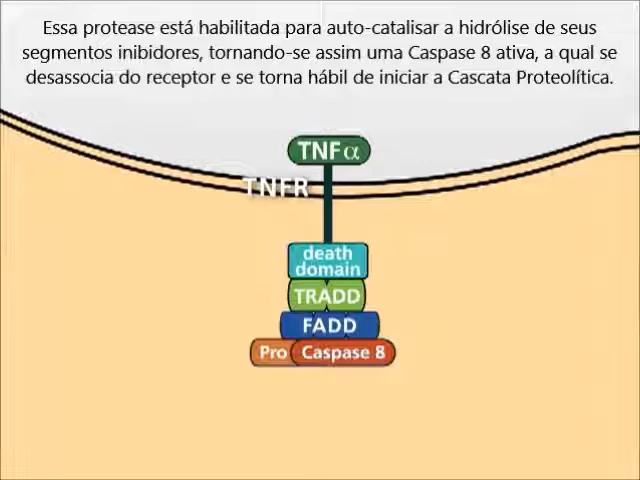 Essa protease está habilitada para auto-catalisar a hidrólise de seus
segmentos inibidores, tornando-se assim uma Caspase 8 ativa, a qual se
desassocia do receptor e se torna hábil de iniciar a Cascata Proteolítica.
TNF α
TNFR
death
domain
TRADD
FADD
Pro Caspase 8